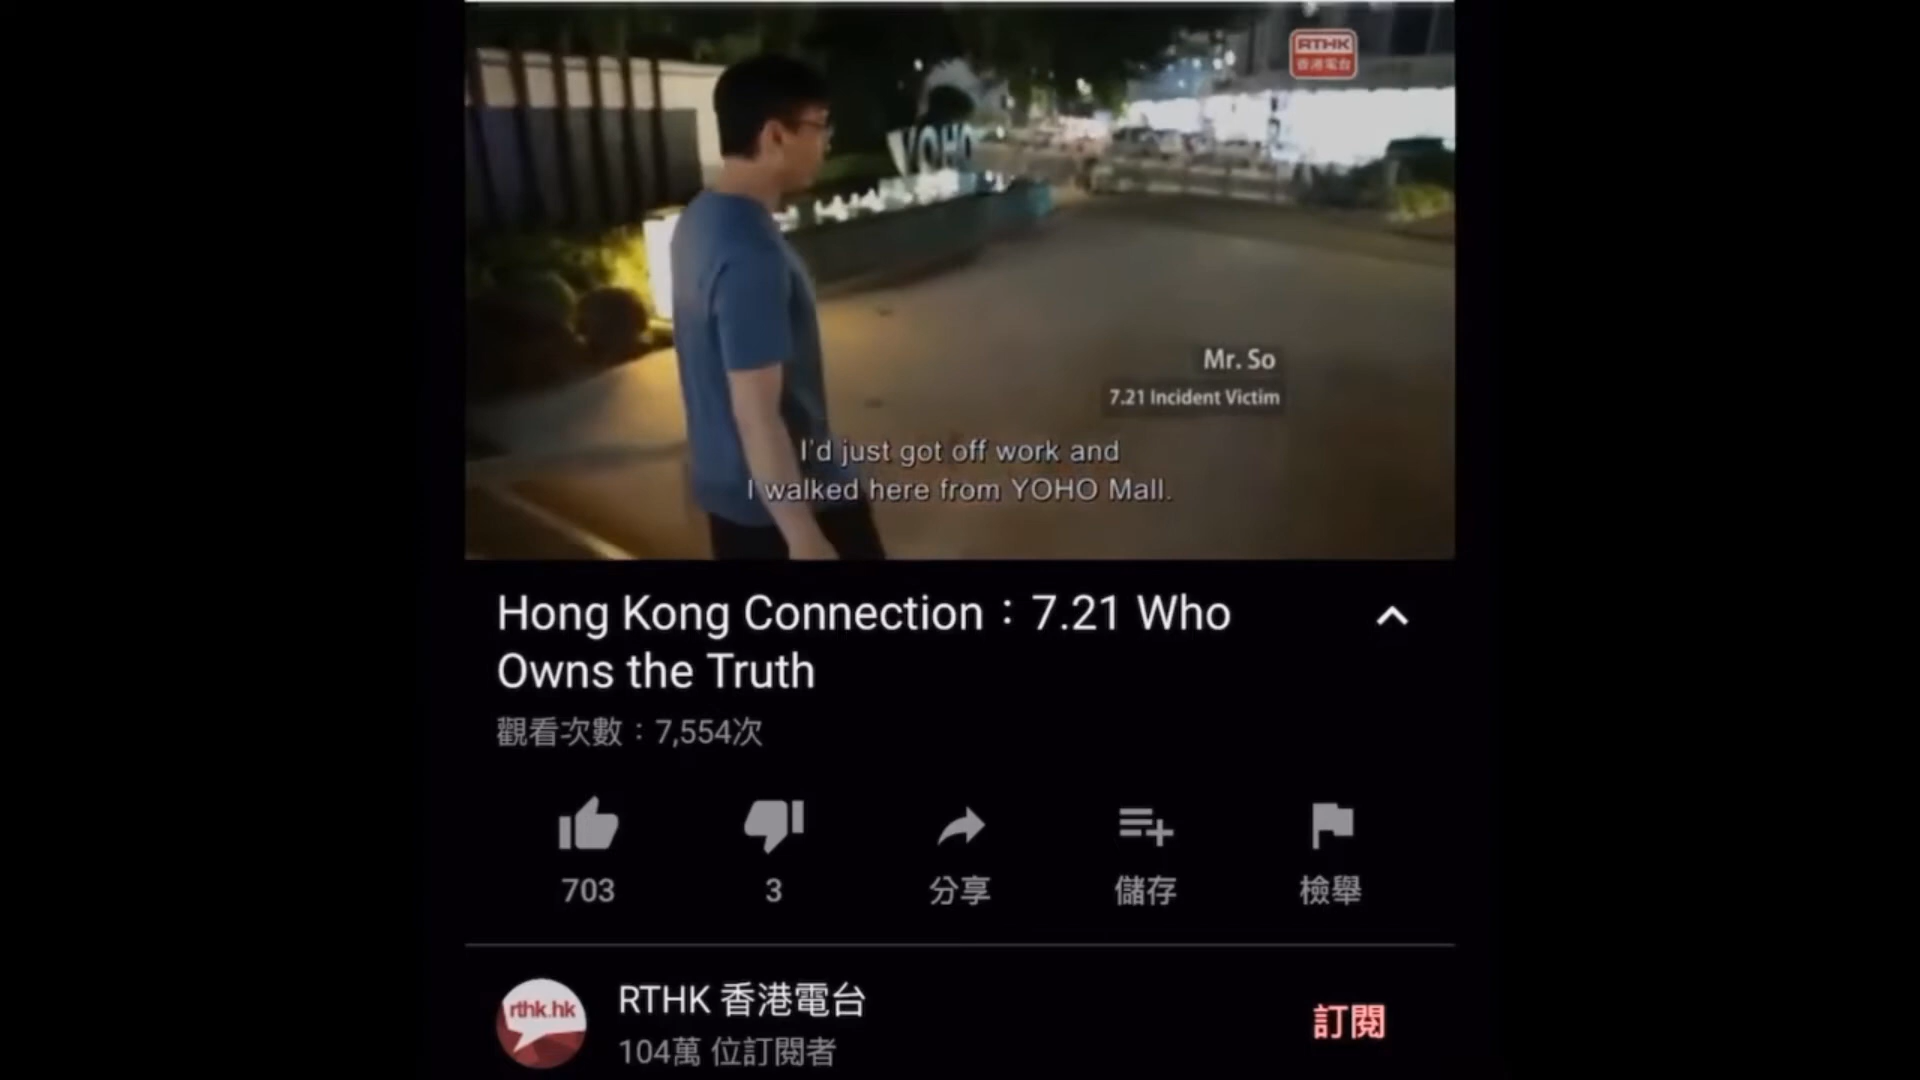 RTHK
香港電台
YOHO
Mr. So
7.21 Incident Victim
I'd just got off work and
I walked here from YOHO Mall.
Hong Kong Connection：7.21 Who
Owns the Truth
觀看次數：7,554次
703
3
分享
儲存
檢舉
rthk.hk
RTHK 香港電台
104萬 位訂閱者
訂閱